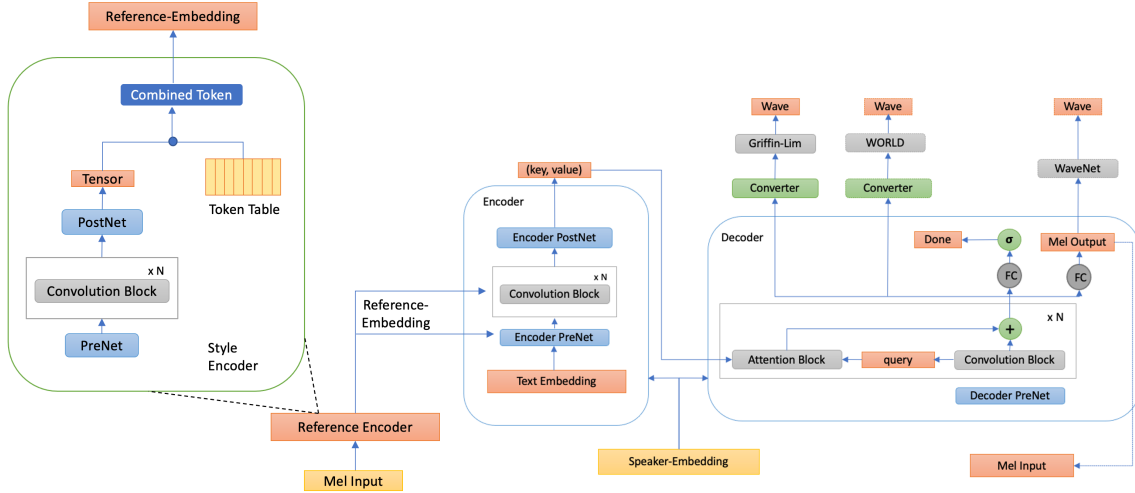 Reference-Embedding
Combined Token
Tensor
Token Table
PostNet
x N
Convolution Block
PreNet
Style
Encoder
Reference Encoder
Mel Input
Reference-
Embedding
(key, value)
Encoder
Encoder PostNet
x N
Convolution Block
Encoder PreNet
Text Embedding
Speaker-Embedding
Wave
Wave
Wave
Griffin-Lim
WORLD
WaveNet
Converter
Converter
Decoder
Done
σ
Mel Output
FC
FC
x N
+
Attention Block
query
Convolution Block
Decoder PreNet
Mel Input